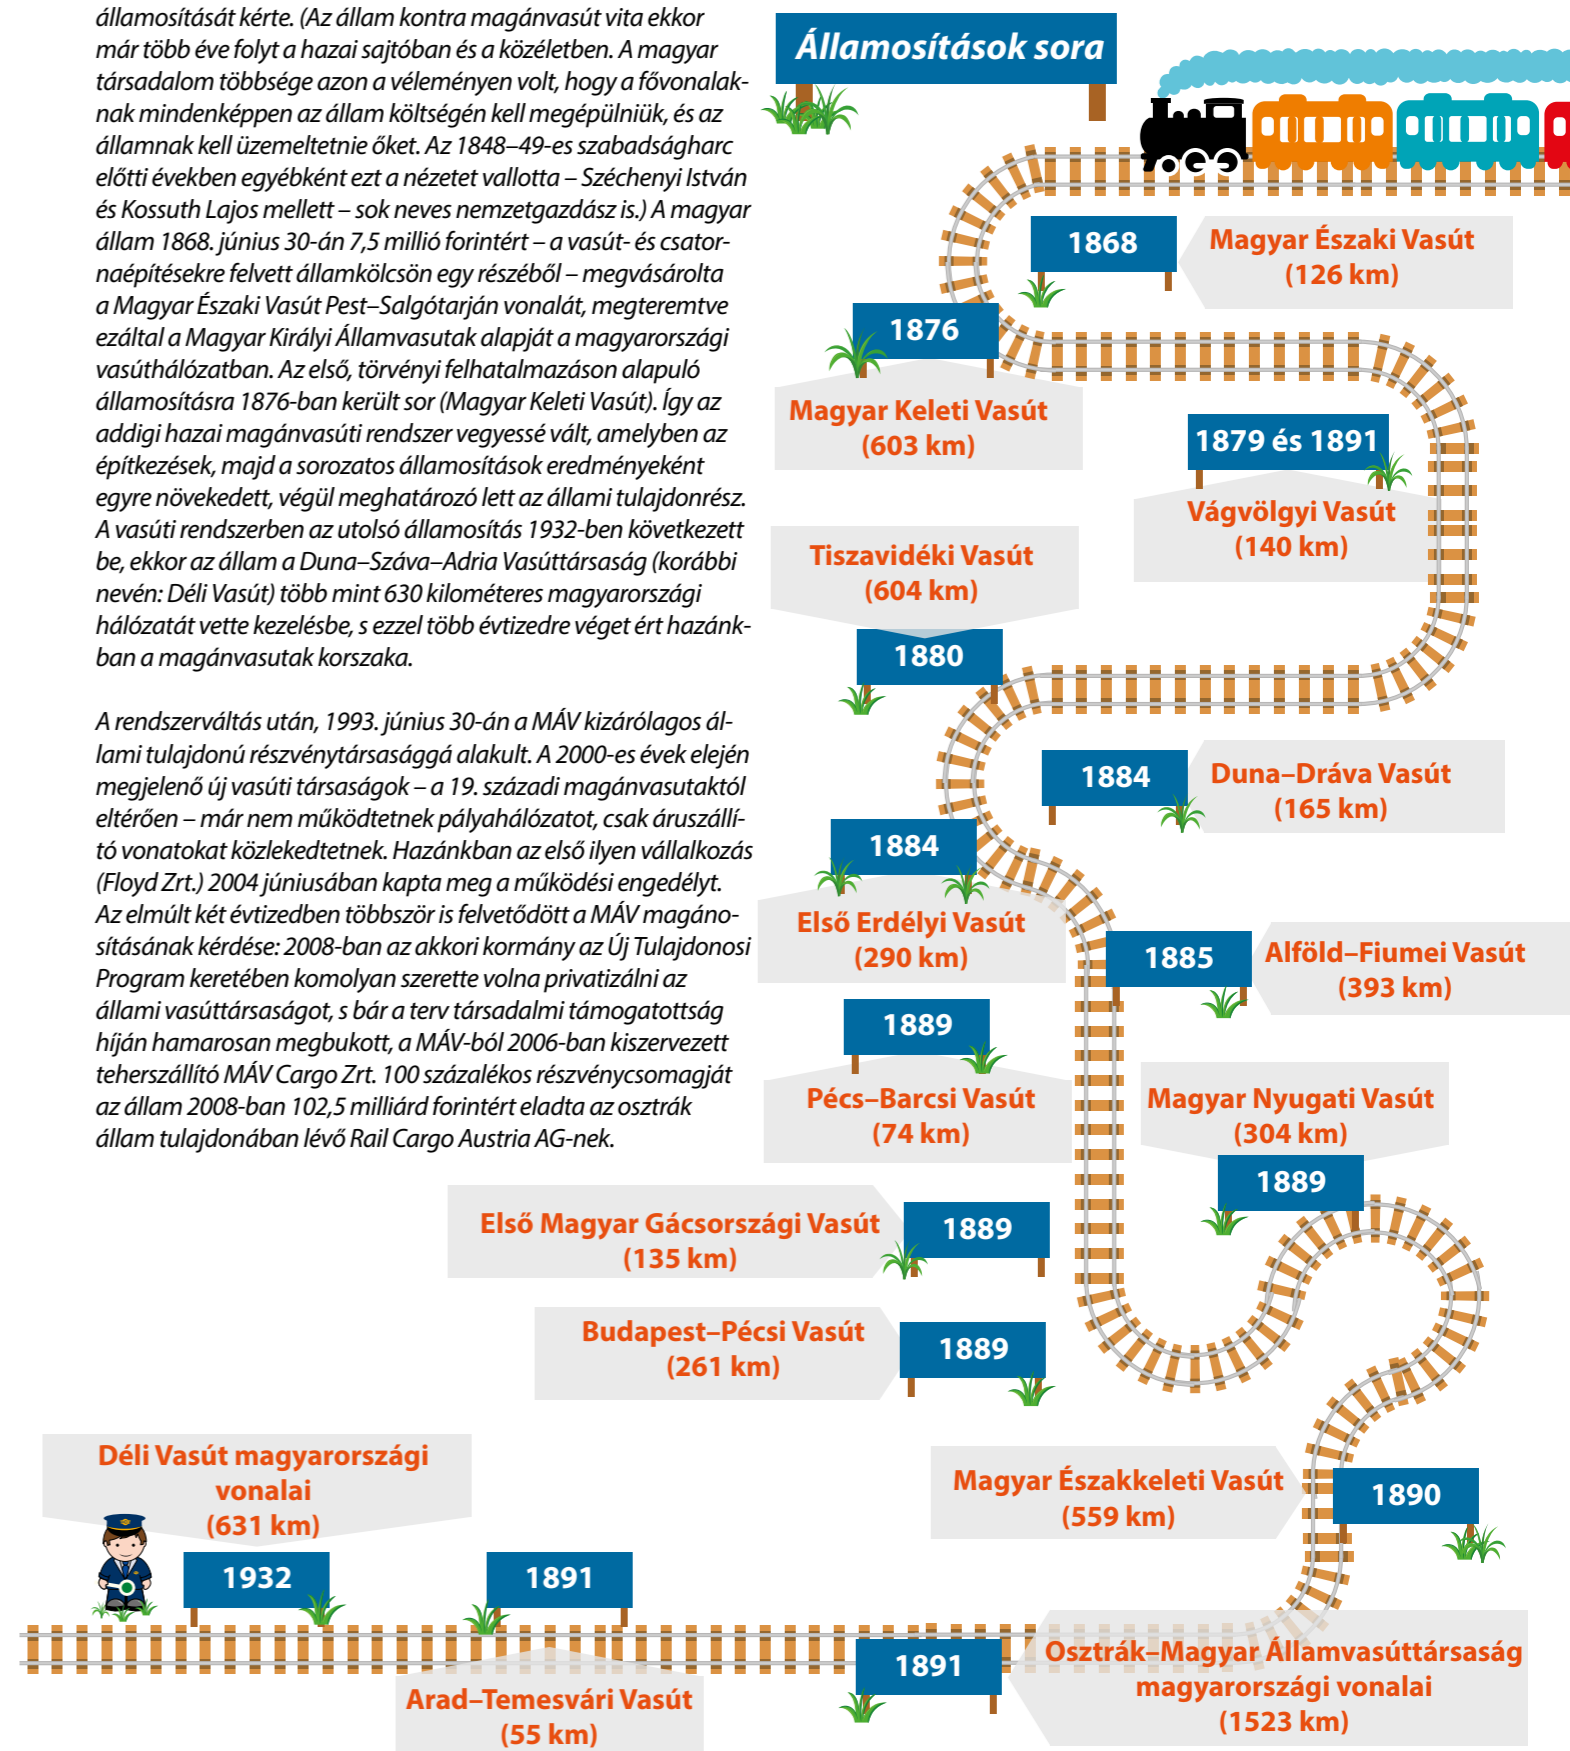 államosítását kérte. (Az állam kontra magánvasút vita ekkor
már több éve folyt a hazai sajtóban és a közéletben. A magyar
társadalom többsége azon a véleményen volt, hogy a fővonalak-
nak mindenképpen az állam költségén kell megépülniük, és az
államnak kell üzemeltetnie őket. Az 1848–49-es szabadságharc
előtti években egyébként ezt a nézetet vallotta – Széchenyi István
és Kossuth Lajos mellett – sok neves nemzetgazdász is.) A magyar
állam 1868. június 30-án 7,5 millió forintért – a vasút- és csator-
naépítésekre felvett államkölcsön egy részéből – megvásárolta
a Magyar Északi Vasút Pest–Salgótarján vonalát, megteremtve
ezáltal a Magyar Királyi Államvasutak alapját a magyarországi
vasúthálózatban. Az első, törvényi felhatalmazáson alapuló
államosításra 1876-ban került sor (Magyar Keleti Vasút). Így az
addigi hazai magánvasúti rendszer vegyessé vált, amelyben az
építkezések, majd a sorozatos államosítások eredményeként
egyre növekedett, végül meghatározó lett az állami tulajdonrész.
A vasúti rendszerben az utolsó államosítás 1932-ben következett
be, ekkor az állam a Duna–Száva–Adria Vasúttársaság (korábbi
nevén: Déli Vasút) több mint 630 kilométeres magyarországi
hálózatát vette kezelésbe, s ezzel több évtizedre véget ért hazánk-
ban a magánvasutak korszaka.
A rendszerváltás után, 1993. június 30-án a MÁV kizárólagos ál-
lami tulajdonú részvénytársasággá alakult. A 2000-es évek elején
megjelenő új vasúti társaságok – a 19. századi magánvasutaktól
eltérően – már nem működtetnek pályahálózatot, csak áruszállí-
tó vonatokat közlekedtetnek. Hazánkban az első ilyen vállalkozás
(Floyd Zrt.) 2004 júniusában kapta meg a működési engedélyt.
Az elmúlt két évtizedben többször is felvetődött a MÁV magáno-
sításának kérdése: 2008-ban az akkori kormány az Új Tulajdonosi
Program keretében komolyan szerette volna privatizálni az
állami vasúttársaságot, s bár a terv társadalmi támogatottság
híján hamarosan megbukott, a MÁV-ból 2006-ban kiszervezett
teherszállító MÁV Cargo Zrt. 100 százalékos részvénycsomagját
az állam 2008-ban 102,5 milliárd forintért eladta az osztrák
állam tulajdonában lévő Rail Cargo Austria AG-nek.
Államosítások sora
1868
Magyar Északi Vasút
(126 km)
1876
Magyar Keleti Vasút
(603 km)
1879 és 1891
Vágvölgyi Vasút
(140 km)
Tiszavidéki Vasút
(604 km)
1880
1884
Duna–Dráva Vasút
(165 km)
1884
Első Erdélyi Vasút
(290 km)
1885
Alföld–Fiumei Vasút
(393 km)
1889
Pécs–Barcsi Vasút
(74 km)
Magyar Nyugati Vasút
(304 km)
1889
Első Magyar Gácsországi Vasút
(135 km)
1889
Budapest–Pécsi Vasút
(261 km)
1889
Magyar Északkeleti Vasút
(559 km)
1890
Déli Vasút magyarországi
vonalai
(631 km)
1932
1891
Arad–Temesvári Vasút
(55 km)
1891
Osztrák–Magyar Államvasúttársaság
magyarországi vonalai
(1523 km)